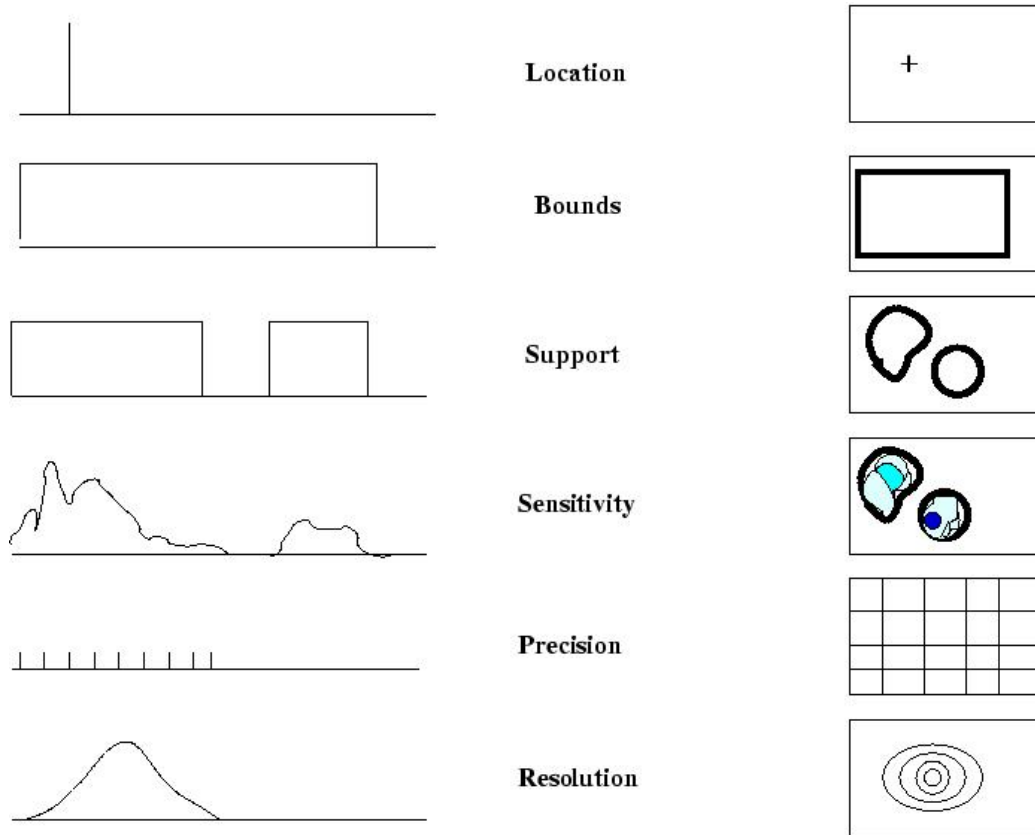 Location
Bounds
Support
Sensitivity
Precision
Resolution